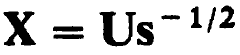 X = Us⁻¹/²